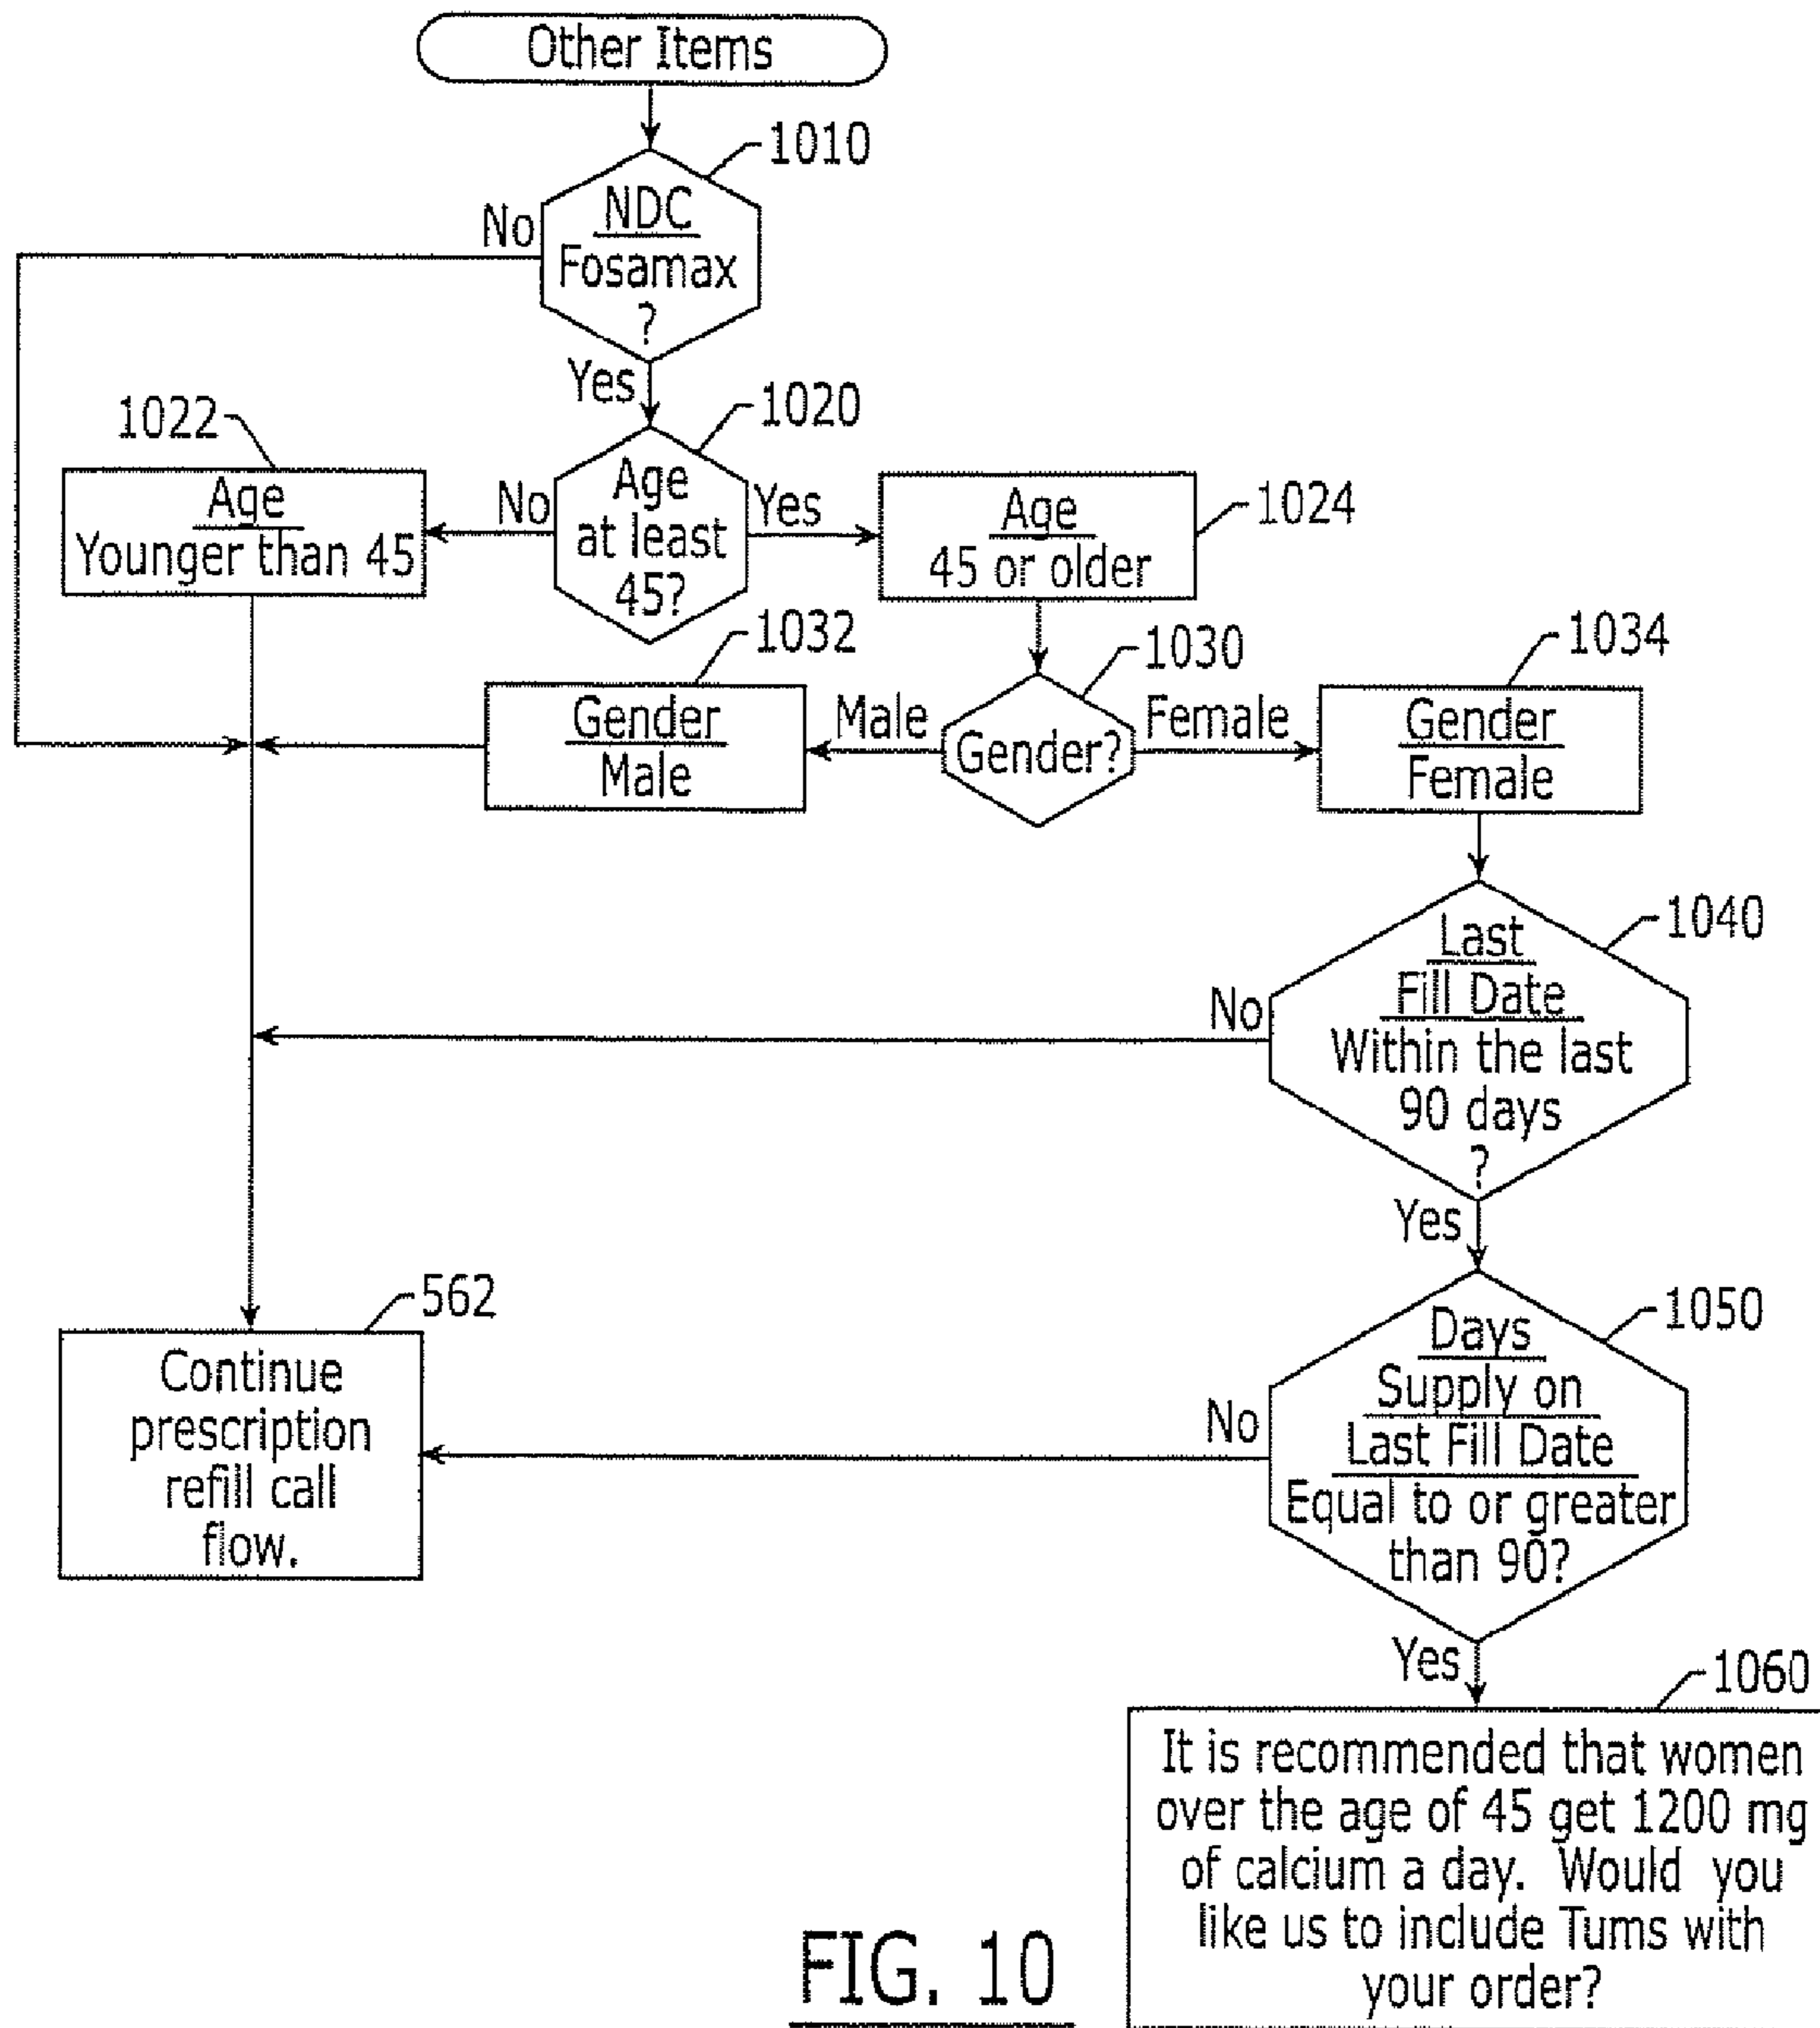 Other Items
1010
NDC
Fosamax
?
No
Yes
1020
Age
at least
45?
No
Yes
1022
Age
Younger than 45
1024
Age
45 or older
1030
Gender?
Male
Female
1032
Gender
Male
1034
Gender
Female
1040
Last
Fill Date
Within the last
90 days
?
No
Yes
1050
Days
Supply on
Last Fill Date
Equal to or greater
than 90?
No
Yes
562
Continue
prescription
refill call
flow.
1060
It is recommended that women
over the age of 45 get 1200 mg
of calcium a day. Would you
like us to include Tums with
your order?
FIG. 10